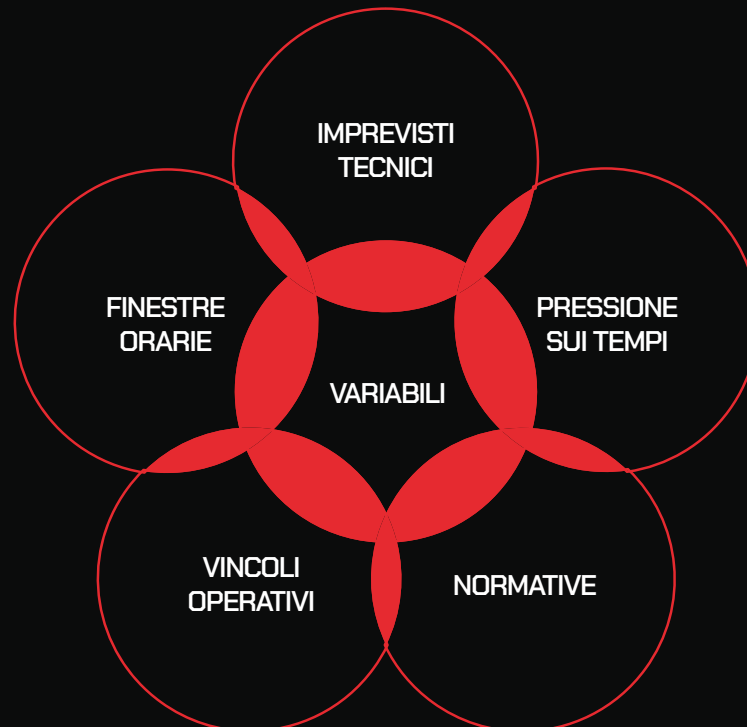 IMPREVISTI
TECNICI
FINESTRE
ORARIE
PRESSIONE
SUI TEMPI
VARIABILI
VINCOLI
OPERATIVI
NORMATIVE